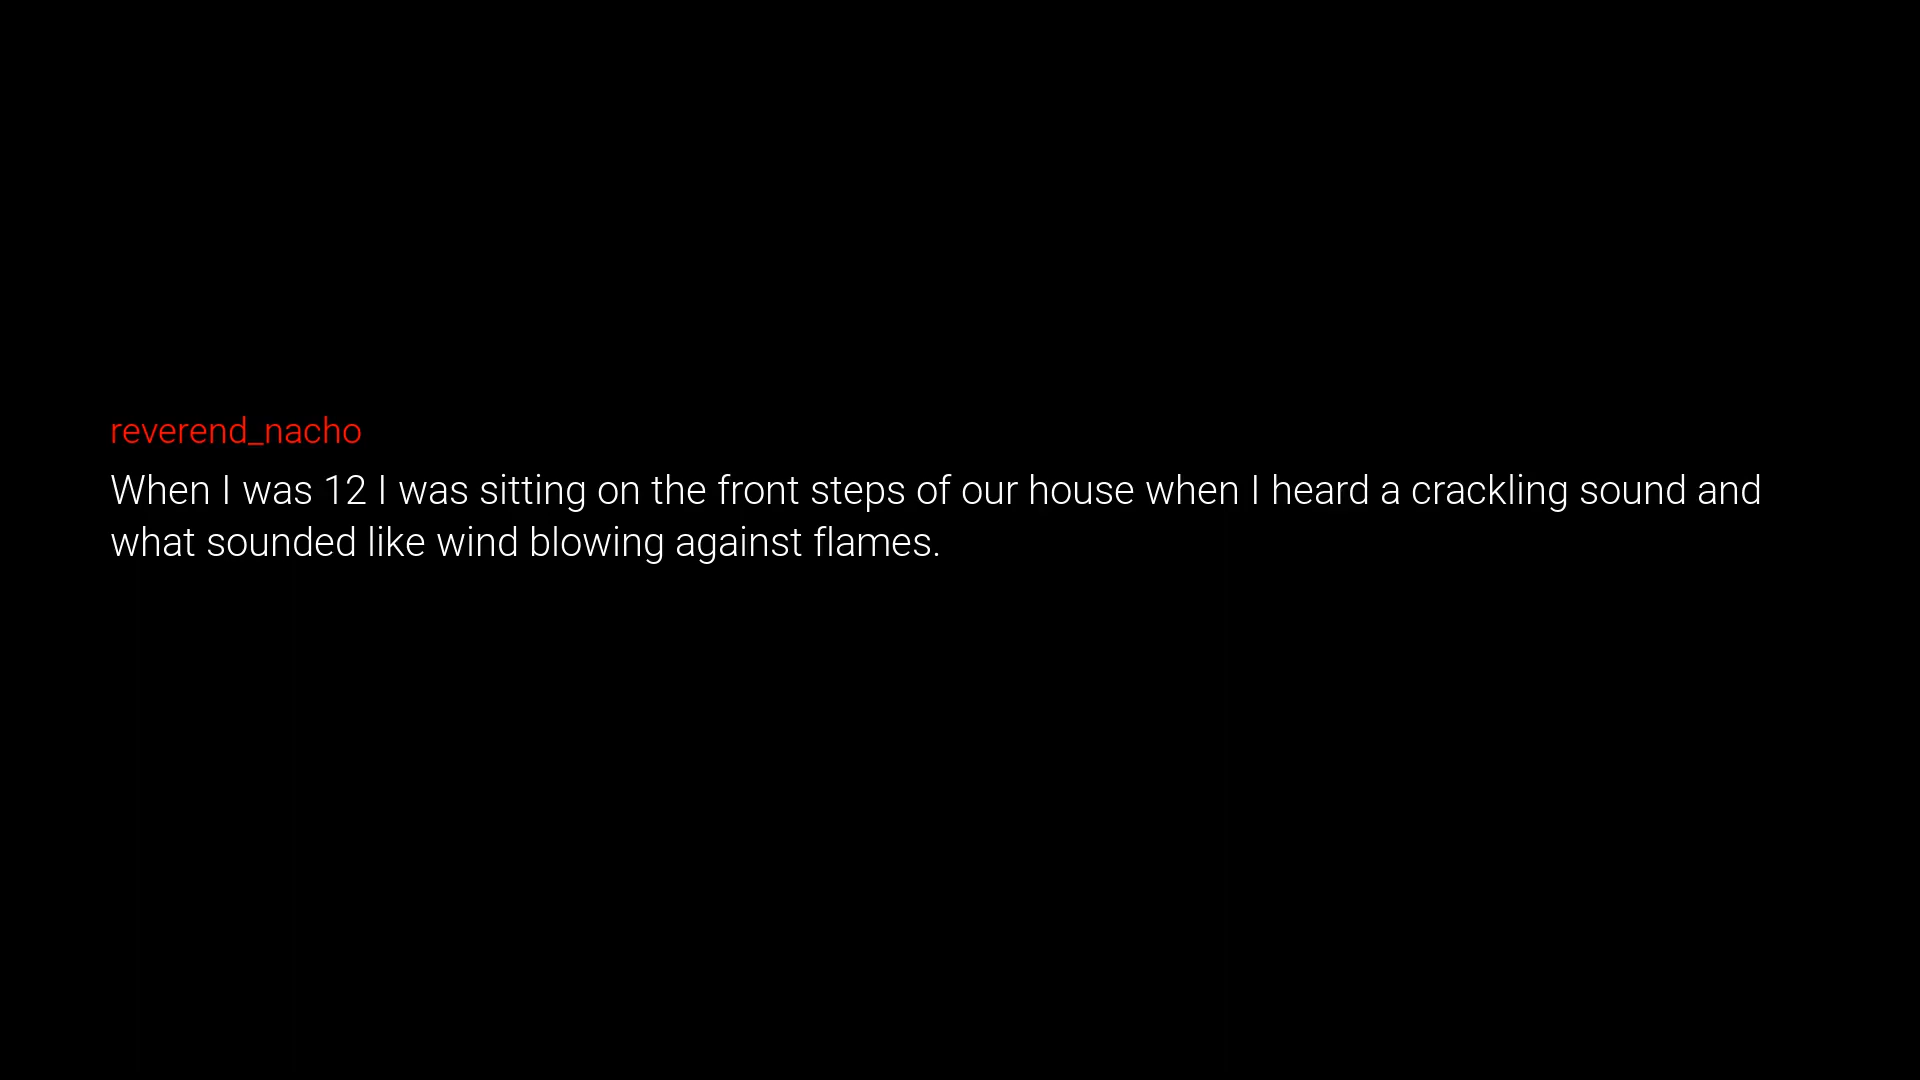 reverend_nacho
When I was 12 I was sitting on the front steps of our house when I heard a crackling sound and
what sounded like wind blowing against flames.